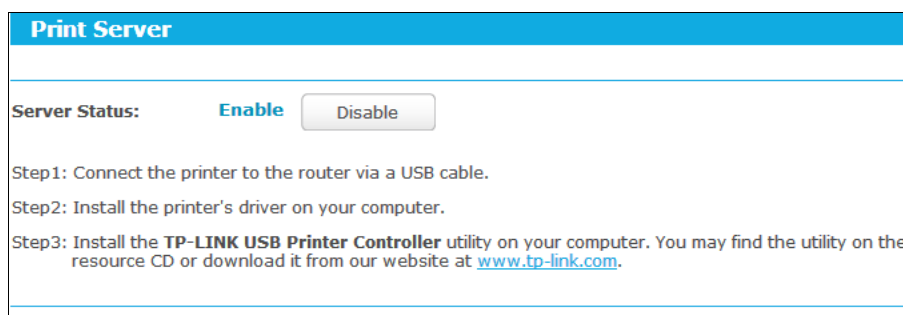 Print Server
Server Status: Enable Disable
Step1: Connect the printer to the router via a USB cable.
Step2: Install the printer's driver on your computer.
Step3: Install the TP-LINK USB Printer Controller utility on your computer. You may find the utility on the
resource CD or download it from our website at www.tp-link.com.